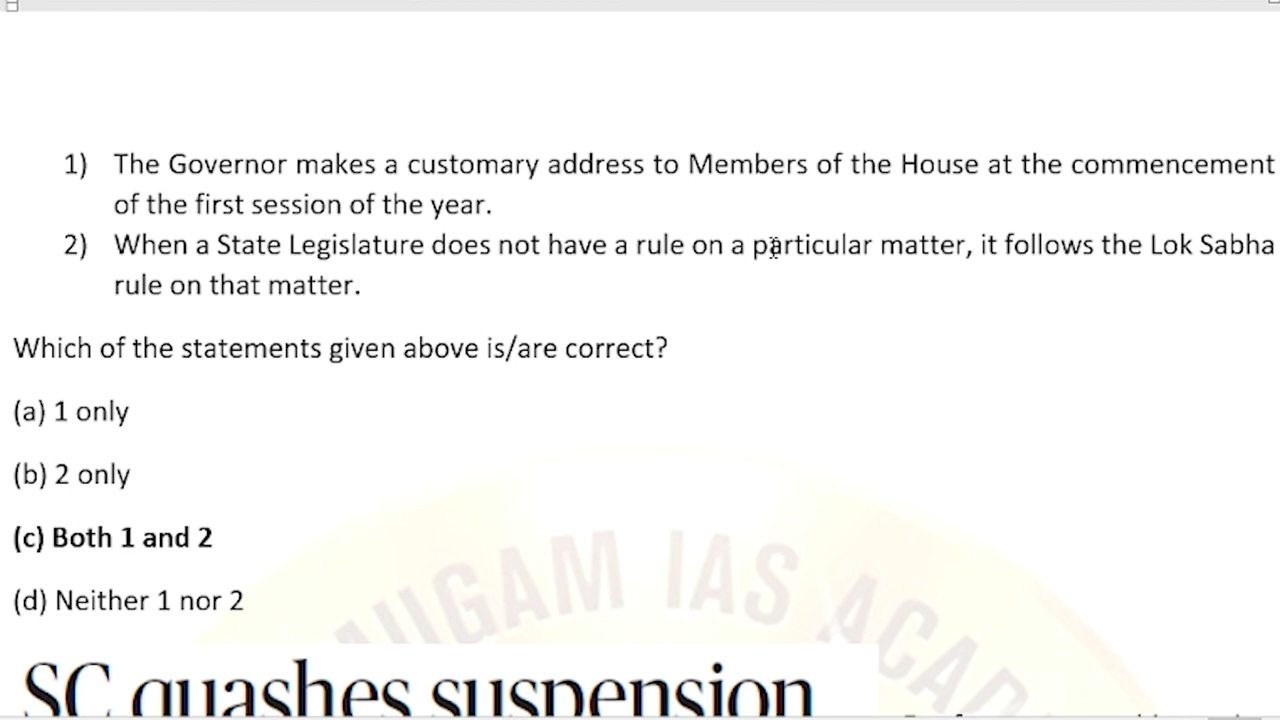 1) The Governor makes a customary address to Members of the House at the commencement
of the first session of the year.
2) When a State Legislature does not have a rule on a particular matter, it follows the Lok Sabha
rule on that matter.
Which of the statements given above is/are correct?
(a) 1 only
(b) 2 only
(c) Both 1 and 2
(d) Neither 1 nor 2
IAS
SC quashes suspension